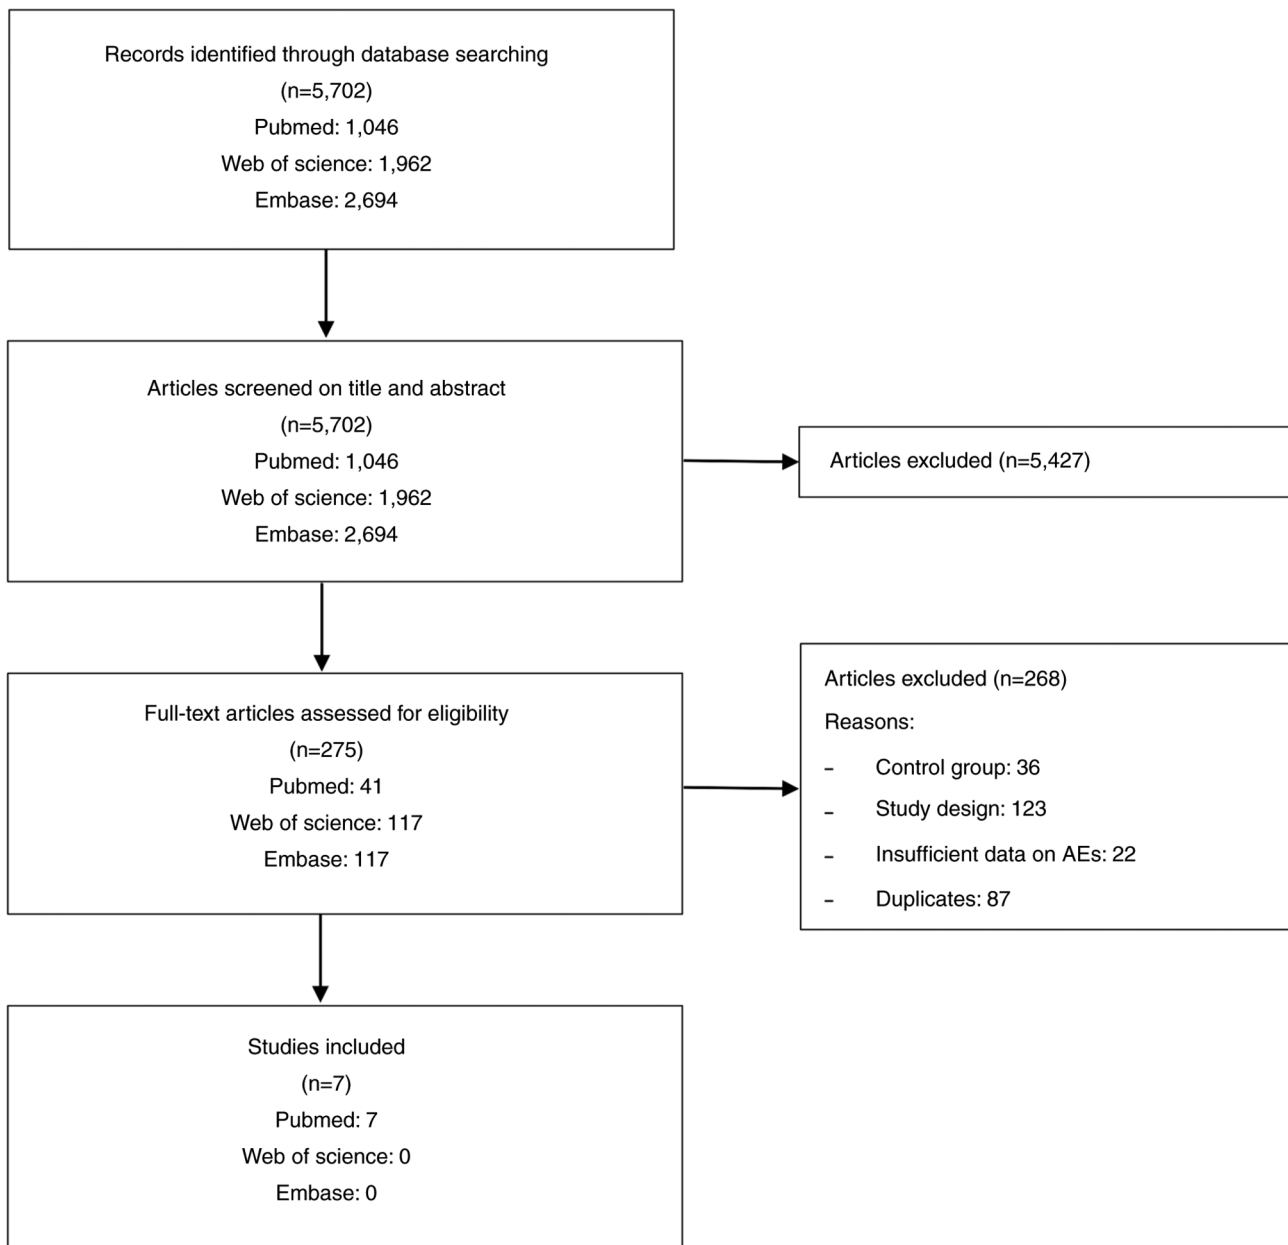 Records identified through database searching
(n=5,702)
Pubmed: 1,046
Web of science: 1,962
Embase: 2,694
Articles screened on title and abstract
(n=5,702)
Pubmed: 1,046
Web of science: 1,962
Embase: 2,694
Articles excluded (n=5,427)
Full-text articles assessed for eligibility
(n=275)
Pubmed: 41
Web of science: 117
Embase: 117
Articles excluded (n=268)
Reasons:
- Control group: 36
- Study design: 123
- Insufficient data on AEs: 22
- Duplicates: 87
Studies included
(n=7)
Pubmed: 7
Web of science: 0
Embase: 0